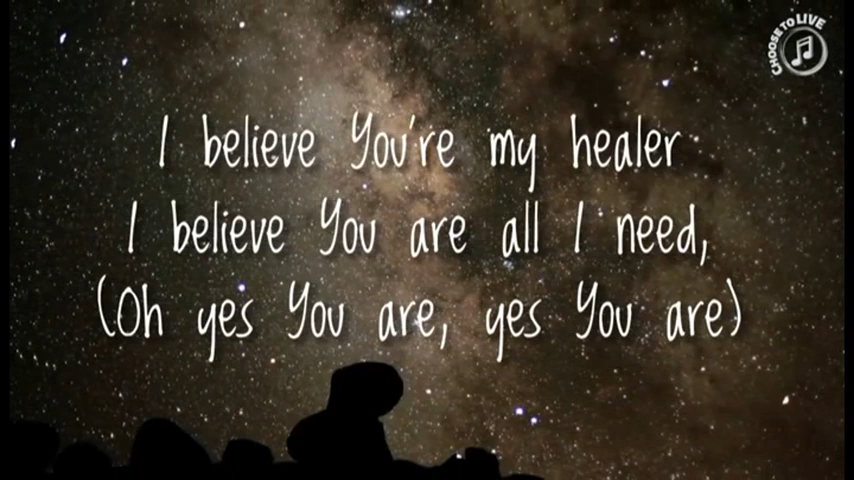 CHOOSE TO LIVE
I believe You're my healer
I believe You are all I need,
(Oh yes You are, yes You are)